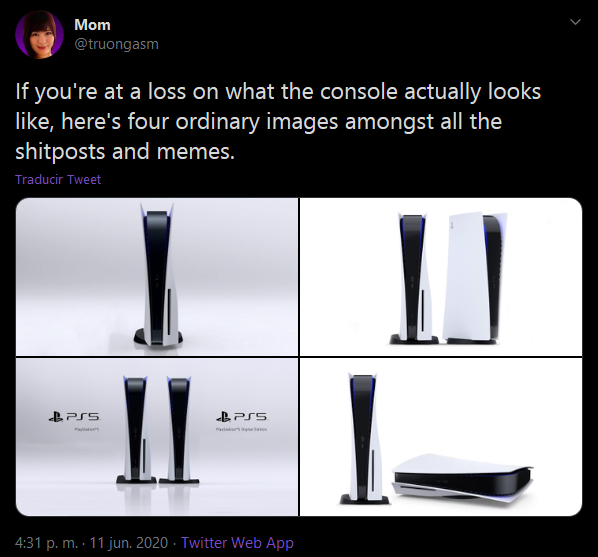 Mom
@truongasm
If you're at a loss on what the console actually looks
like, here's four ordinary images amongst all the
shitposts and memes.
Traducir Tweet
PS5
PS5
PlayStation®5
PlayStation®5 Digital Edition
4:31 p. m. · 11 jun. 2020 · Twitter Web App